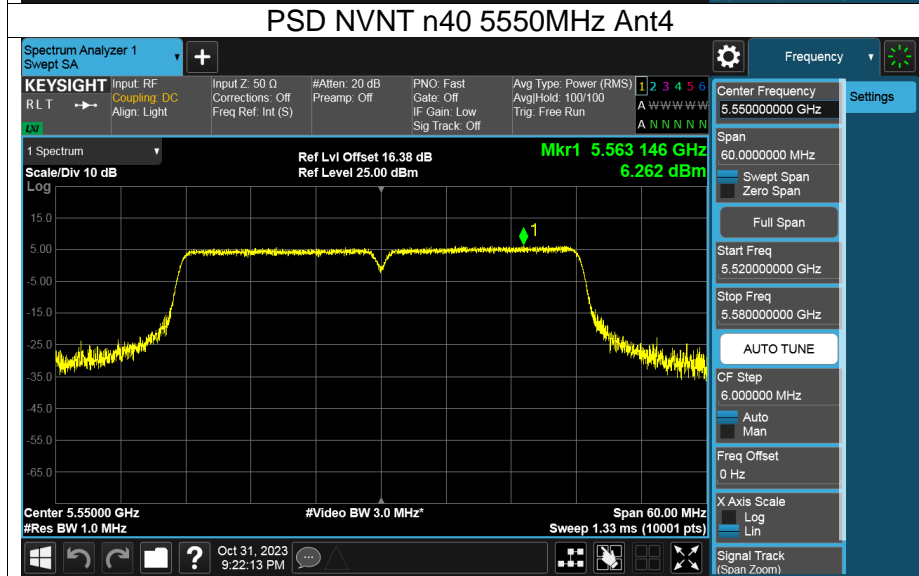 PSD NVNT n40 5550MHz Ant4
Spectrum Analyzer 1
Swept SA
+
Frequency
KEYSIGHT
RLT
LXI
Input: RF
Coupling: DC
Align: Light
Input Z: 50 Ω
Corrections: Off
Freq Ref: Int (S)
#Atten: 20 dB
Preamp: Off
PNO: Fast
Gate: Off
IF Gain: Low
Sig Track: Off
Avg Type: Power (RMS)
Avg|Hold: 100/100
Trig: Free Run
1 2 3 4 5 6
A W W W W W
A N N N N N
1 Spectrum
Scale/Div 10 dB
Log
Ref Lvl Offset 16.38 dB
Ref Level 25.00 dBm
Mkr1 5.563 146 GHz
6.262 dBm
15.0
5.00
-5.00
-15.0
-25.0
-35.0
-45.0
-55.0
-65.0
1
Center 5.55000 GHz
#Res BW 1.0 MHz
#Video BW 3.0 MHz*
Span 60.00 MHz
Sweep 1.33 ms (10001 pts)
?
Oct 31, 2023
9:22:13 PM
Center Frequency
5.550000000 GHz
Settings
Span
60.0000000 MHz
Swept Span
Zero Span
Full Span
Start Freq
5.520000000 GHz
Stop Freq
5.580000000 GHz
AUTO TUNE
CF Step
6.000000 MHz
Auto
Man
Freq Offset
0 Hz
X Axis Scale
Log
Lin
Signal Track
(Span Zoom)